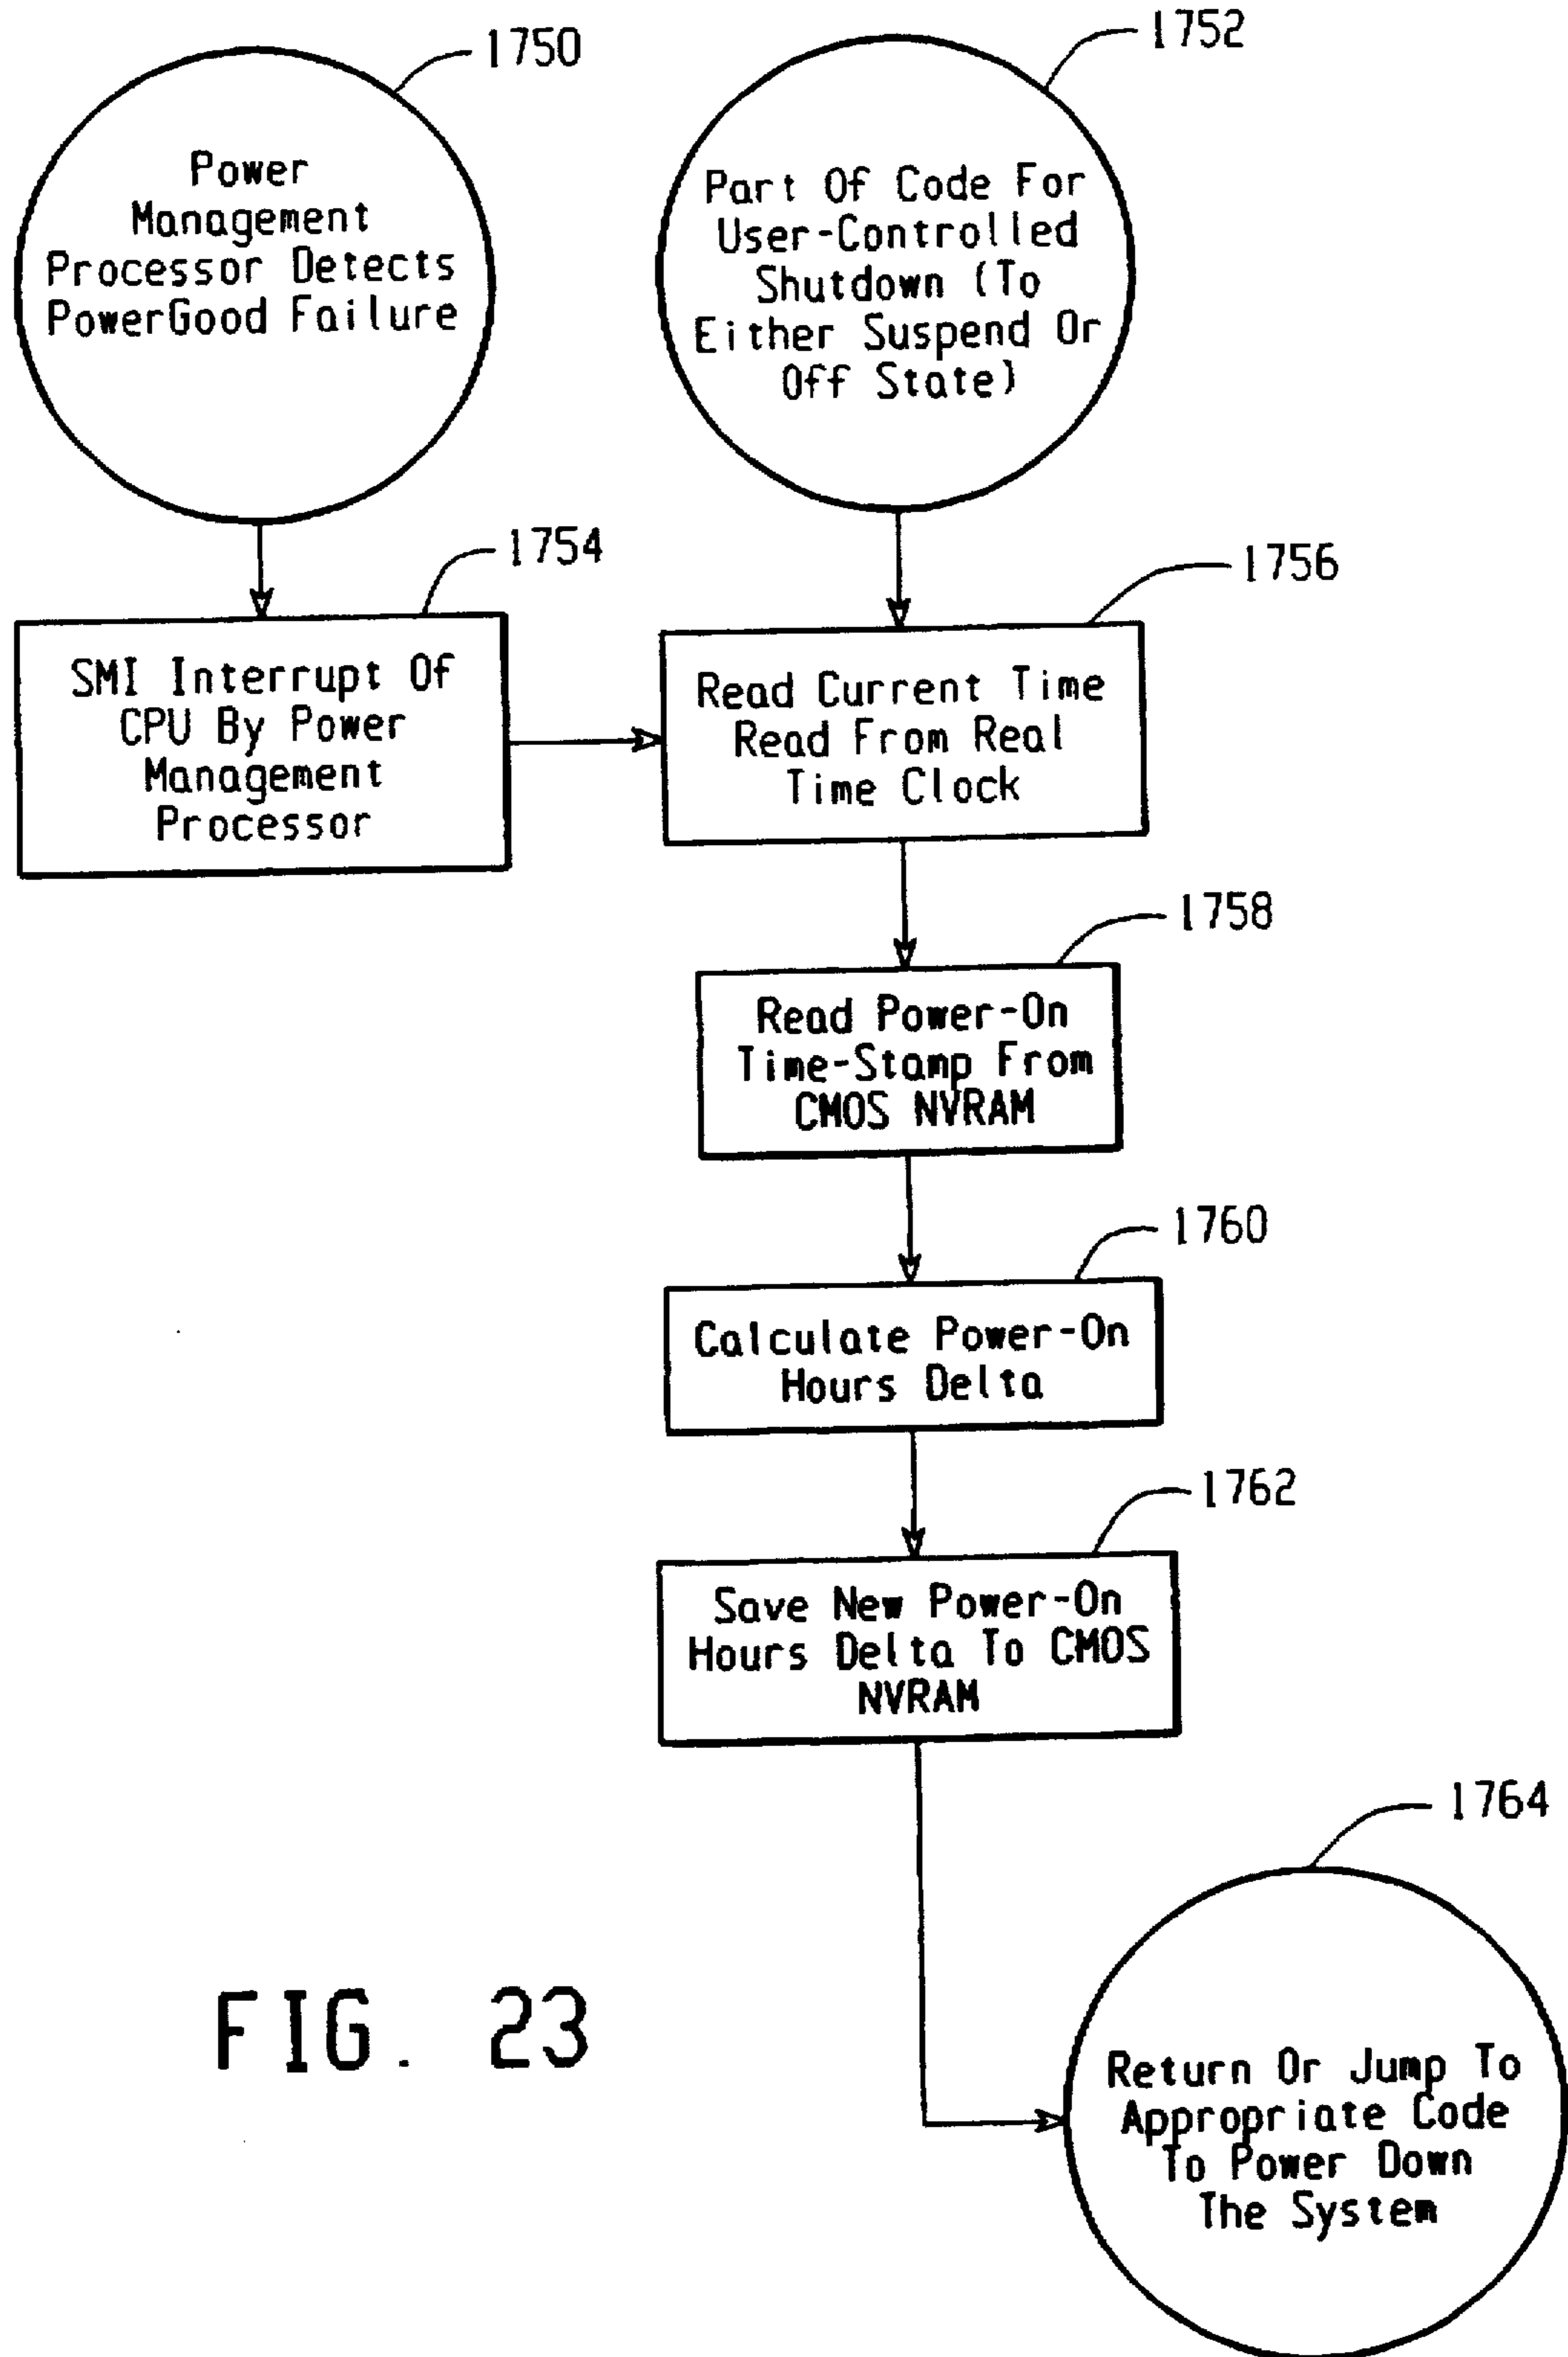 1750
Power
Management
Processor Detects
PowerGood Failure
1752
Part Of Code For
User-Controlled
Shutdown (To
Either Suspend Or
Off State)
1754
SMI Interrupt Of
CPU By Power
Management
Processor
1756
Read Current Time
Read From Real
Time Clock
1758
Read Power-On
Time-Stamp From
CMOS NVRAM
1760
Calculate Power-On
Hours Delta
1762
Save New Power-On
Hours Delta To CMOS
NVRAM
1764
Return Or Jump To
Appropriate Code
To Power Down
The System
FIG. 23